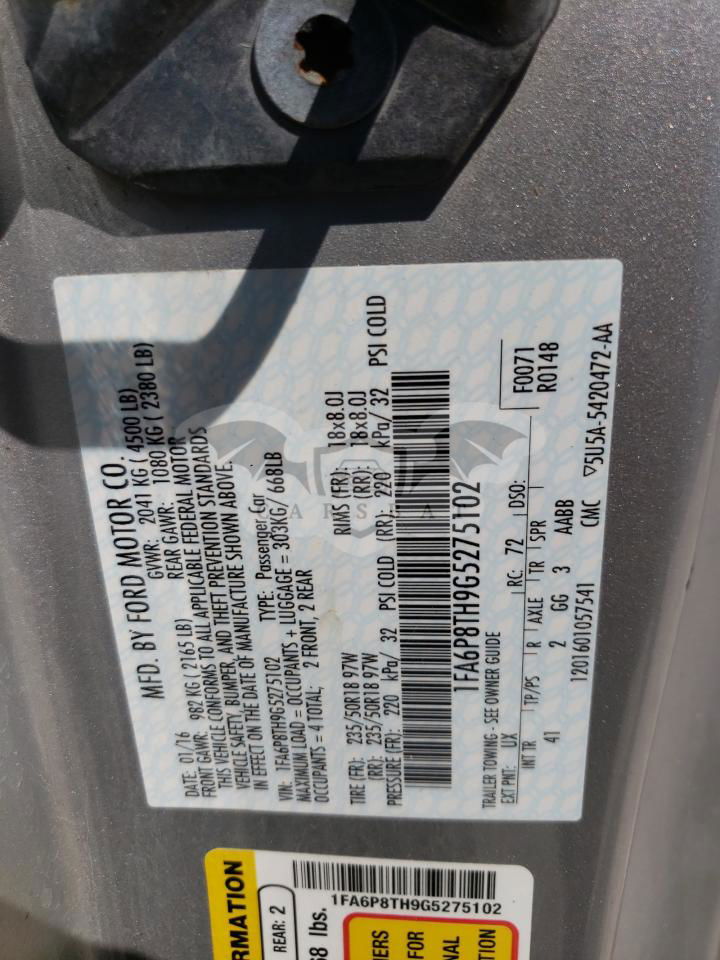 MFD. BY FORD MOTOR CO.
DATE: 01/16 GVWR: 2041 KG ( 4500 LB)
FRONT GAWR: 982 KG ( 2165 LB) REAR GAWR: 1080 KG ( 2380 LB)
THIS VEHICLE CONFORMS TO ALL APPLICABLE FEDERAL MOTOR
VEHICLE SAFETY, BUMPER, AND THEFT PREVENTION STANDARDS
IN EFFECT ON THE DATE OF MANUFACTURE SHOWN ABOVE.
VIN: 1FA6P8TH9G5275102 TYPE: Passenger Car
MAXIMUM LOAD = OCCUPANTS + LUGGAGE = 303KG/ 668LB
OCCUPANTS = 4 TOTAL; 2 FRONT, 2 REAR
TIRE (FR): 235/50R18 97W RIMS (FR): 18x8.0J
(RR): 235/50R18 97W (RR): 18x8.0J
PRESSURE (FR): 220 kPa/ 32 PSI COLD (RR): 220 kPa/ 32 PSI COLD
1FA6P8TH9G5275102
TRAILER TOWING - SEE OWNER GUIDE
EXT PNT: UX RC: 72 DSO: F0071
R0148
INT TR TP/PS R AXLE TR SPR
41 2 GG 3 AABB
1201601057541 CMC ▽5U5A-5420472-AA
RMATION
REAR: 2
68 lbs.
1FA6P8TH9G5275102
FOR